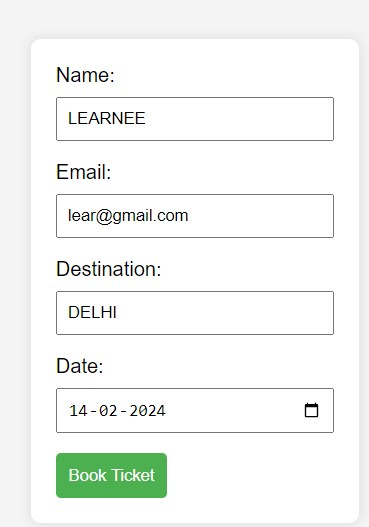 Name:
LEARNEE
Email:
lear@gmail.com
Destination:
DELHI
Date:
14-02-2024
Book Ticket